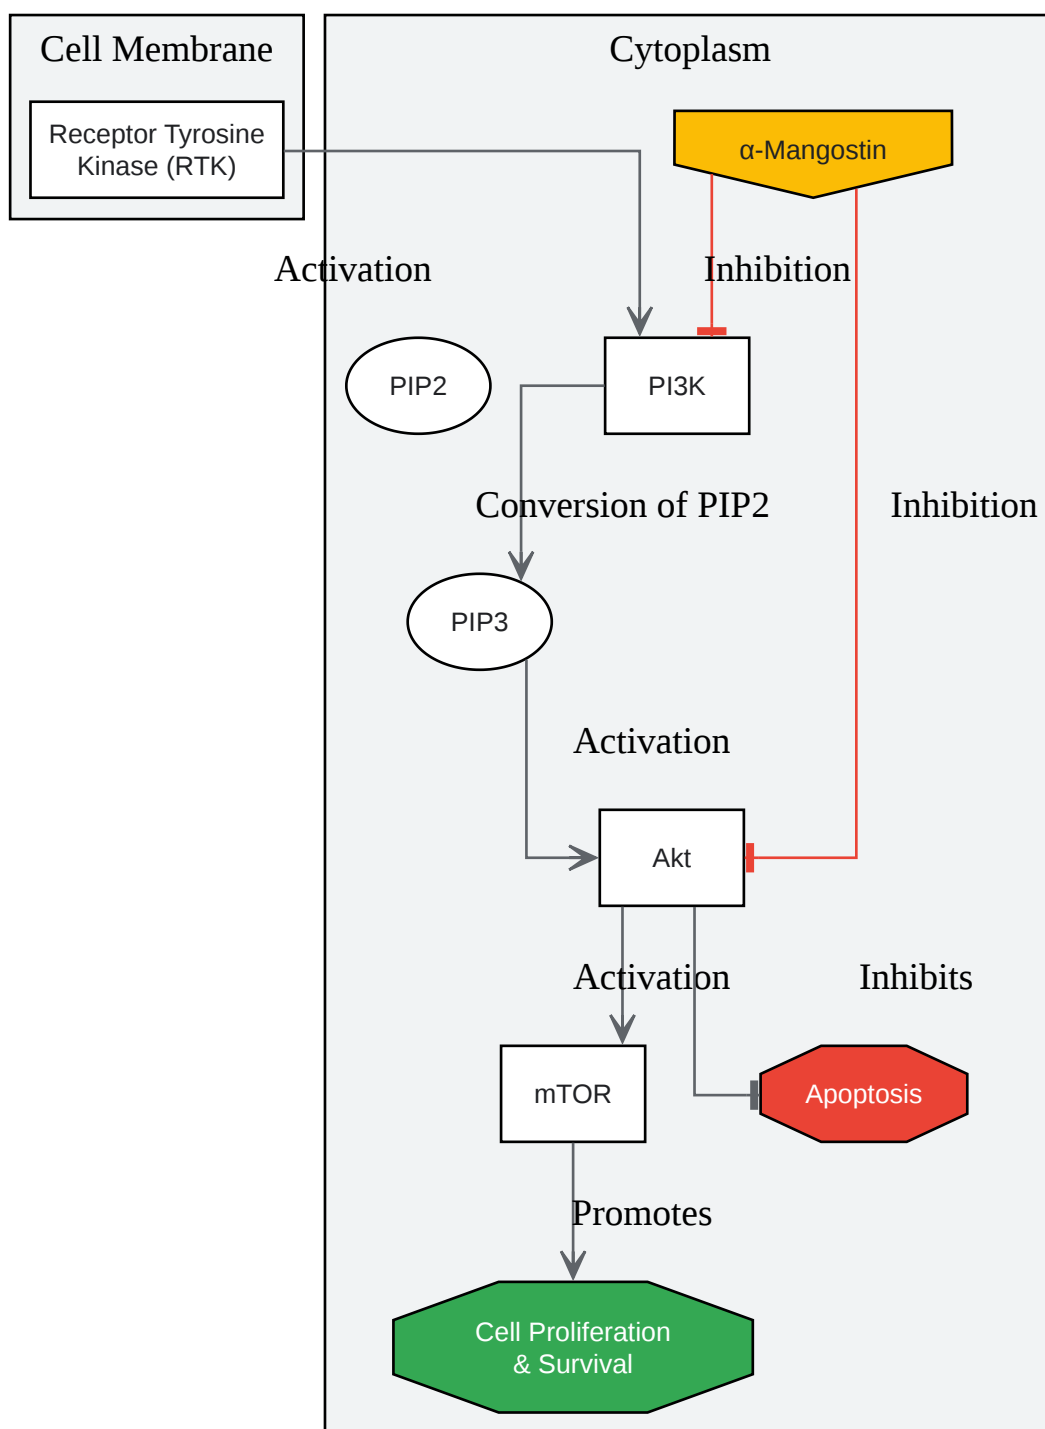 Cell Membrane
Cytoplasm
Receptor Tyrosine
Kinase (RTK)
α-Mangostin
Activation
Inhibition
PIP2
PI3K
Conversion of PIP2
Inhibition
PIP3
Activation
Akt
Activation
Inhibits
mTOR
Apoptosis
Promotes
Cell Proliferation
& Survival